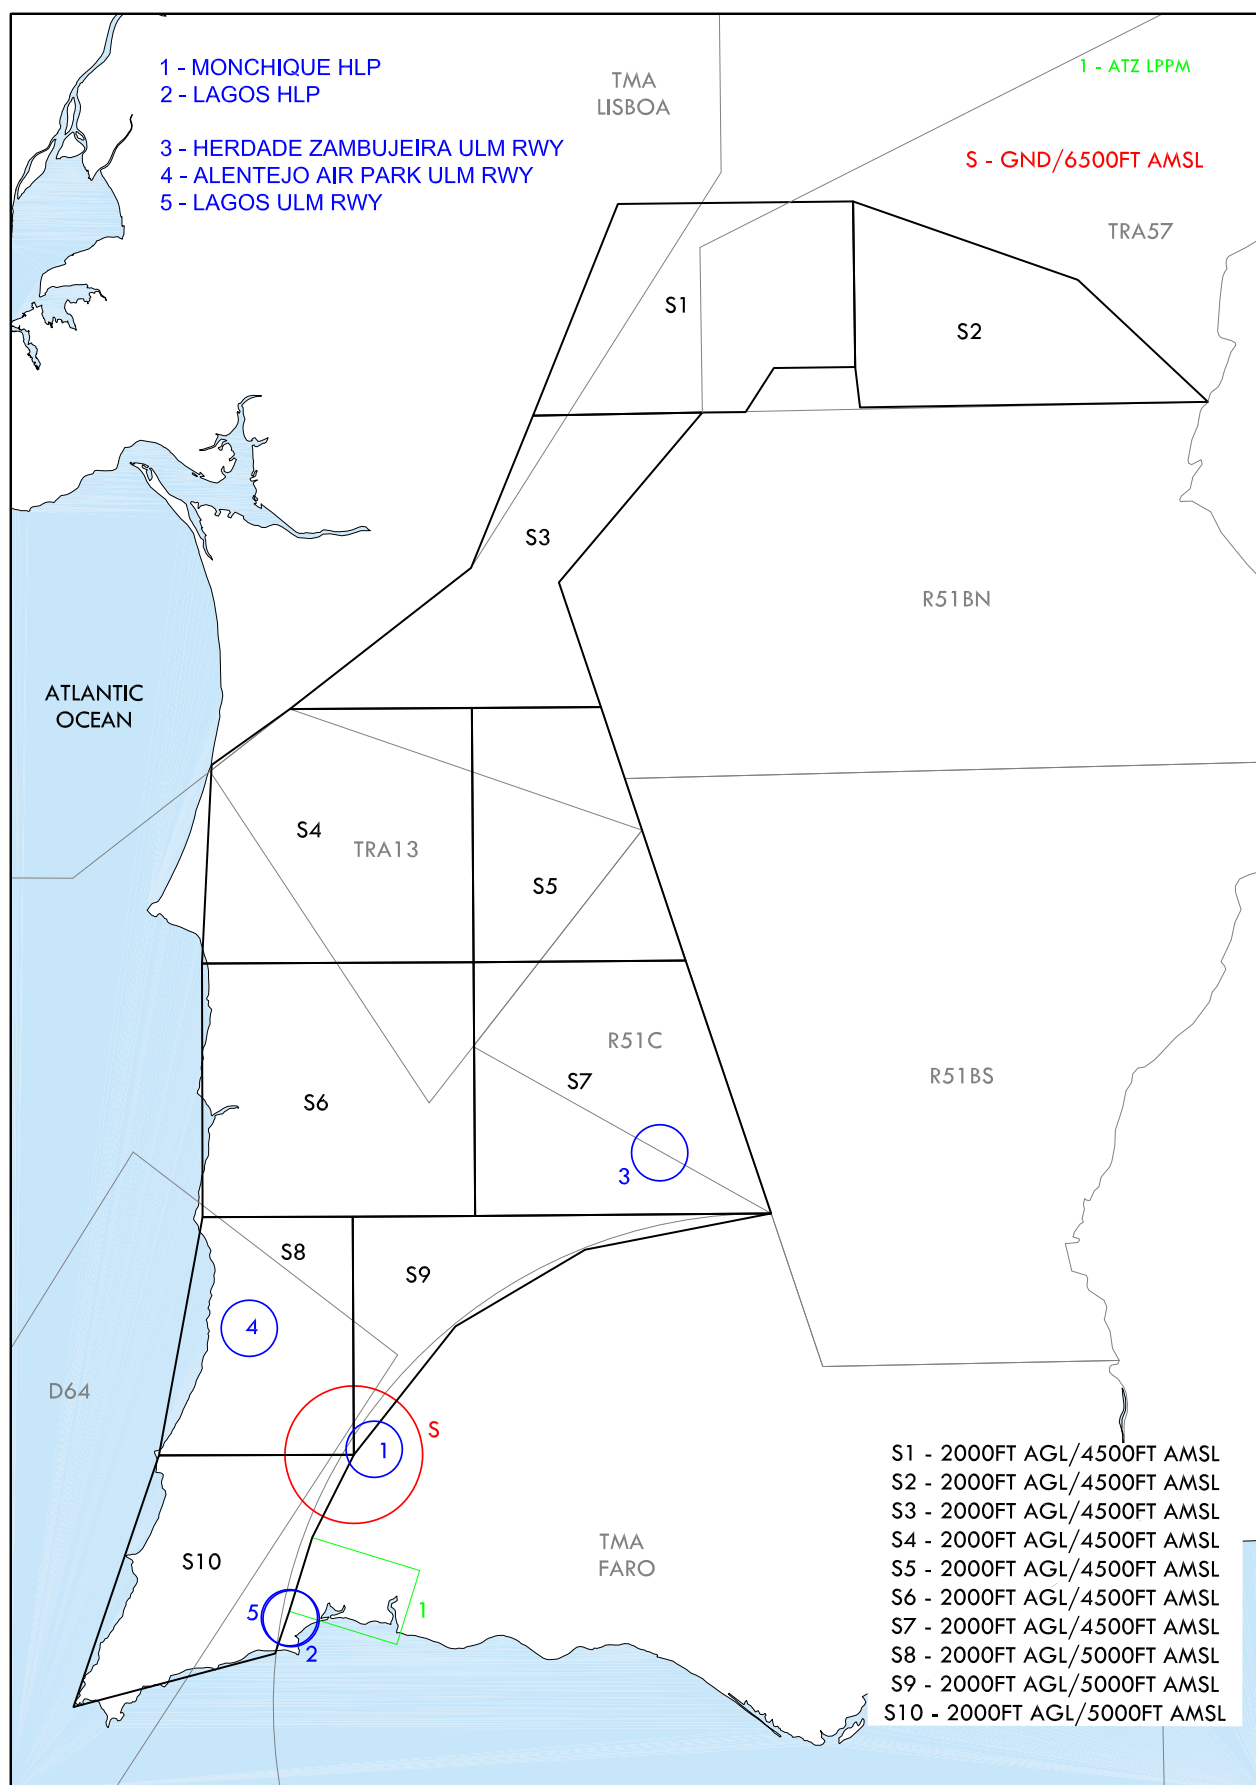 1 - MONCHIQUE HLP
2 - LAGOS HLP
3 - HERDADE ZAMBUJEIRA ULM RWY
4 - ALENTEJO AIR PARK ULM RWY
5 - LAGOS ULM RWY
TMA
LISBOA
1 - ATZ LPPM
S - GND/6500FT AMSL
TRA57
S1
S2
S3
R51BN
ATLANTIC
OCEAN
S4
TRA13
S5
R51C
S7
R51BS
S6
3
S8
S9
4
D64
S
1
S10
TMA
FARO
5
1
2
S1 - 2000FT AGL/4500FT AMSL
S2 - 2000FT AGL/4500FT AMSL
S3 - 2000FT AGL/4500FT AMSL
S4 - 2000FT AGL/4500FT AMSL
S5 - 2000FT AGL/4500FT AMSL
S6 - 2000FT AGL/4500FT AMSL
S7 - 2000FT AGL/4500FT AMSL
S8 - 2000FT AGL/5000FT AMSL
S9 - 2000FT AGL/5000FT AMSL
S10 - 2000FT AGL/5000FT AMSL